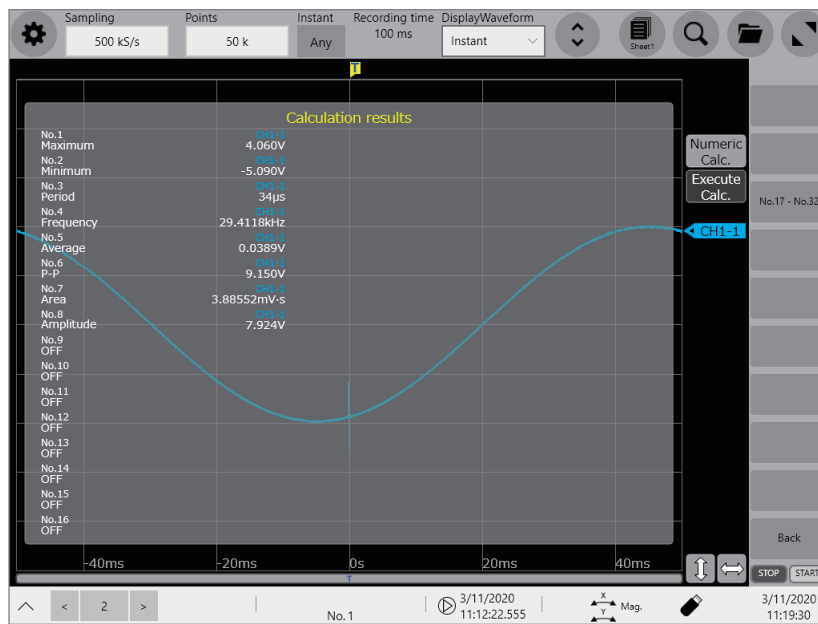 Sampling
500 kS/s
Points
50 k
Instant
Any
Recording time
100 ms
DisplayWaveform
Instant
Sheet1
T
Calculation results
No.1 CH1-1
Maximum 4.060V
No.2 CH1-1
Minimum -5.090V
No.3 CH1-1
Period 34µs
No.4 CH1-1
Frequency 29.4118kHz
No.5 CH1-1
Average 0.0389V
No.6 CH1-1
P-P 9.150V
No.7 CH1-1
Area 3.88552mV·s
No.8 CH1-1
Amplitude 7.924V
No.9
OFF
No.10
OFF
No.11
OFF
No.12
OFF
No.13
OFF
No.14
OFF
No.15
OFF
No.16
OFF
Numeric
Calc.
Execute
Calc.
No.17 - No.32
CH1-1
-40ms -20ms 0s 20ms 40ms
T
Back
STOP START
< 2 >
No.1
3/11/2020
11:12:22.555
X
Y
Mag.
3/11/2020
11:19:30